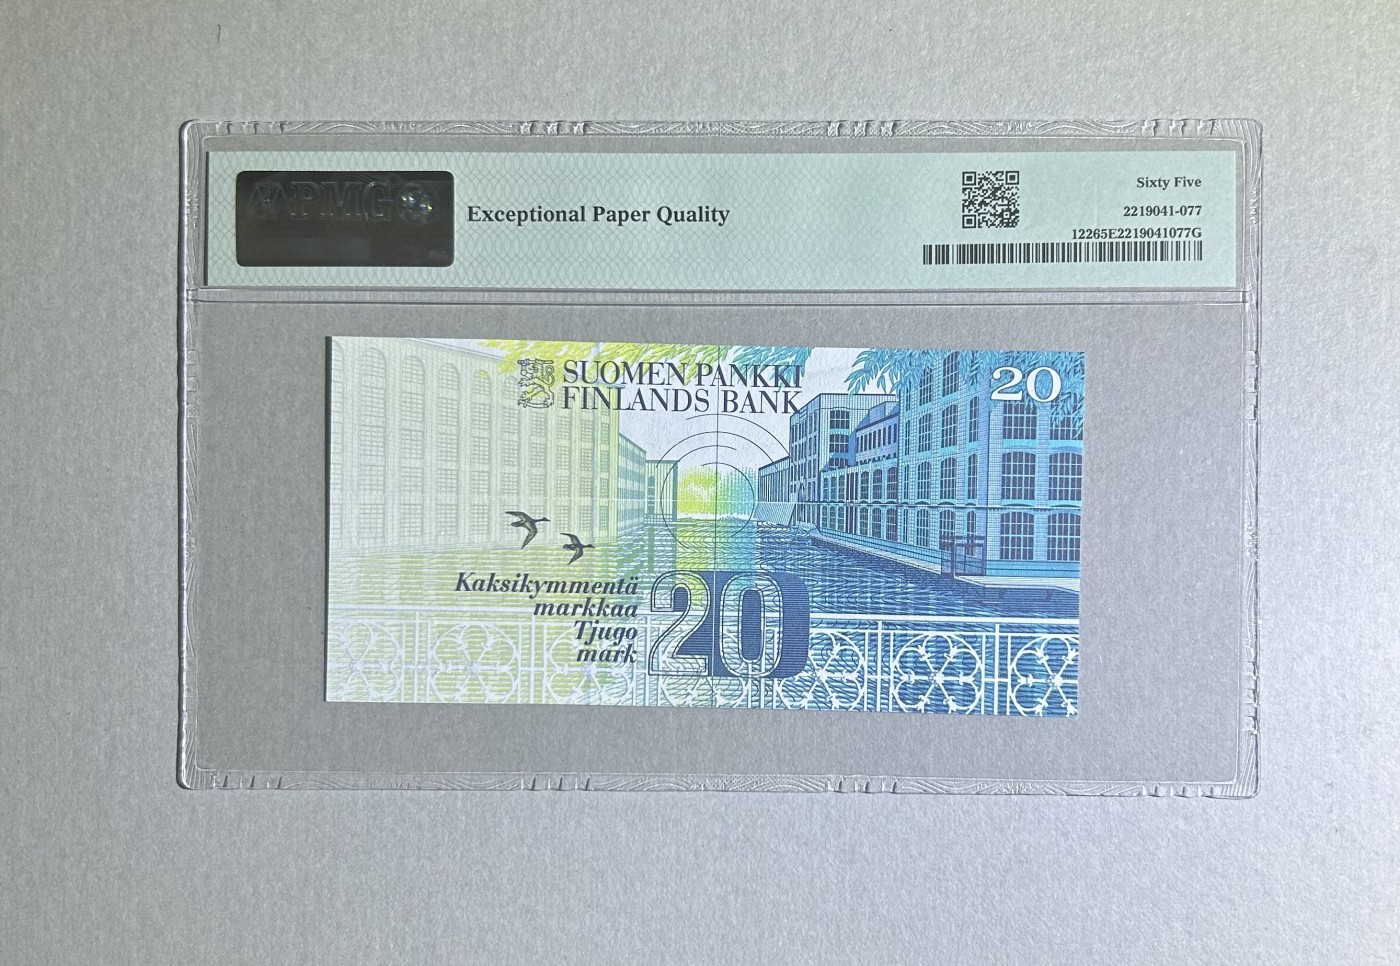 PMG
Exceptional Paper Quality
Sixty Five
2219041-077
12265E2219041077G
SUOMEN PANKKI
FINLANDS BANK
20
Kaksikymmentä
markkaa
Tjugo
mark
20